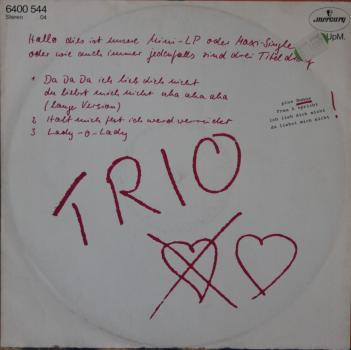 6400 544
Stereo .04
mercury
UpM.
Hallo dies ist unsere Mini-LP oder Maxi-Single
oder wie auch immer jedenfalls sind drei Titel
1 Da Da Da ich lieb dich nicht
du liebst mich nicht aha aha aha
(lange Version)
2 Halt mich fest ich werd verrückt
3 Lady-O-Lady
plus
Frau
ich lieb dich nicht
du liebst mich nicht
!
TRIO